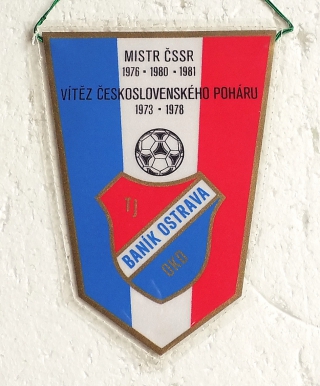 MISTR ČSSR
1976 • 1980 • 1981
VÍTĚZ ČESKOSLOVENSKÉHO POHÁRU
1973 • 1978
TJ
BANÍK OSTRAVA
OKD